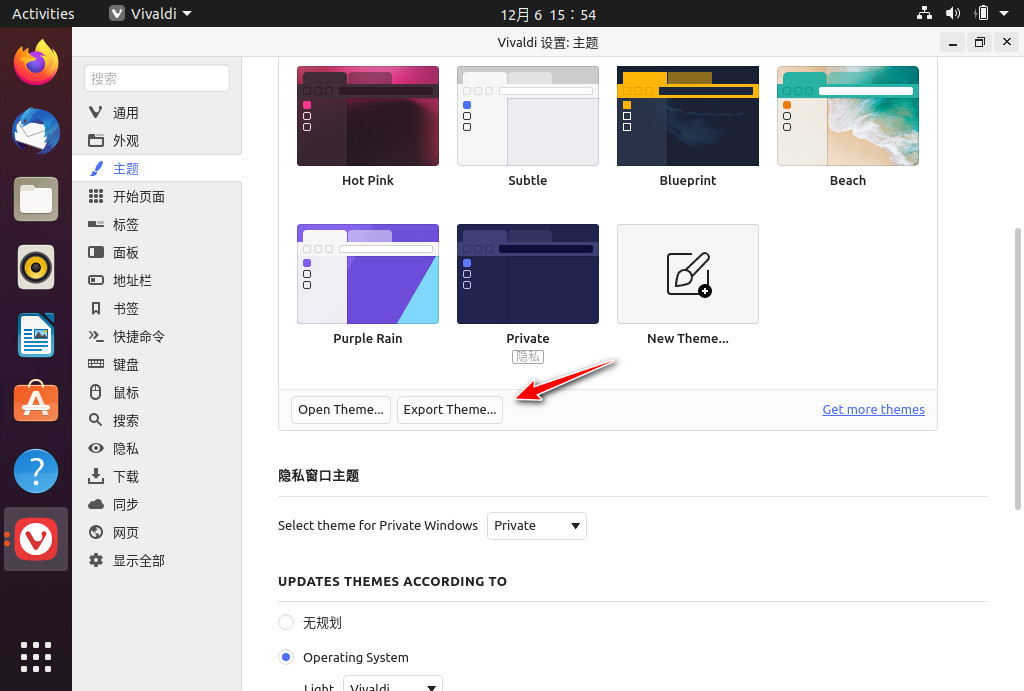 Activities
Vivaldi
12月 6 15：54
Vivaldi 设置: 主题
搜索
通用
外观
主题
开始页面
标签
面板
地址栏
书签
快捷命令
键盘
鼠标
搜索
隐私
下载
同步
网页
显示全部
Hot Pink
Subtle
Blueprint
Beach
Purple Rain
Private
隐私
New Theme...
Open Theme...
Export Theme...
Get more themes
隐私窗口主题
Select theme for Private Windows
Private
UPDATES THEMES ACCORDING TO
无规划
Operating System
Light
Vivaldi